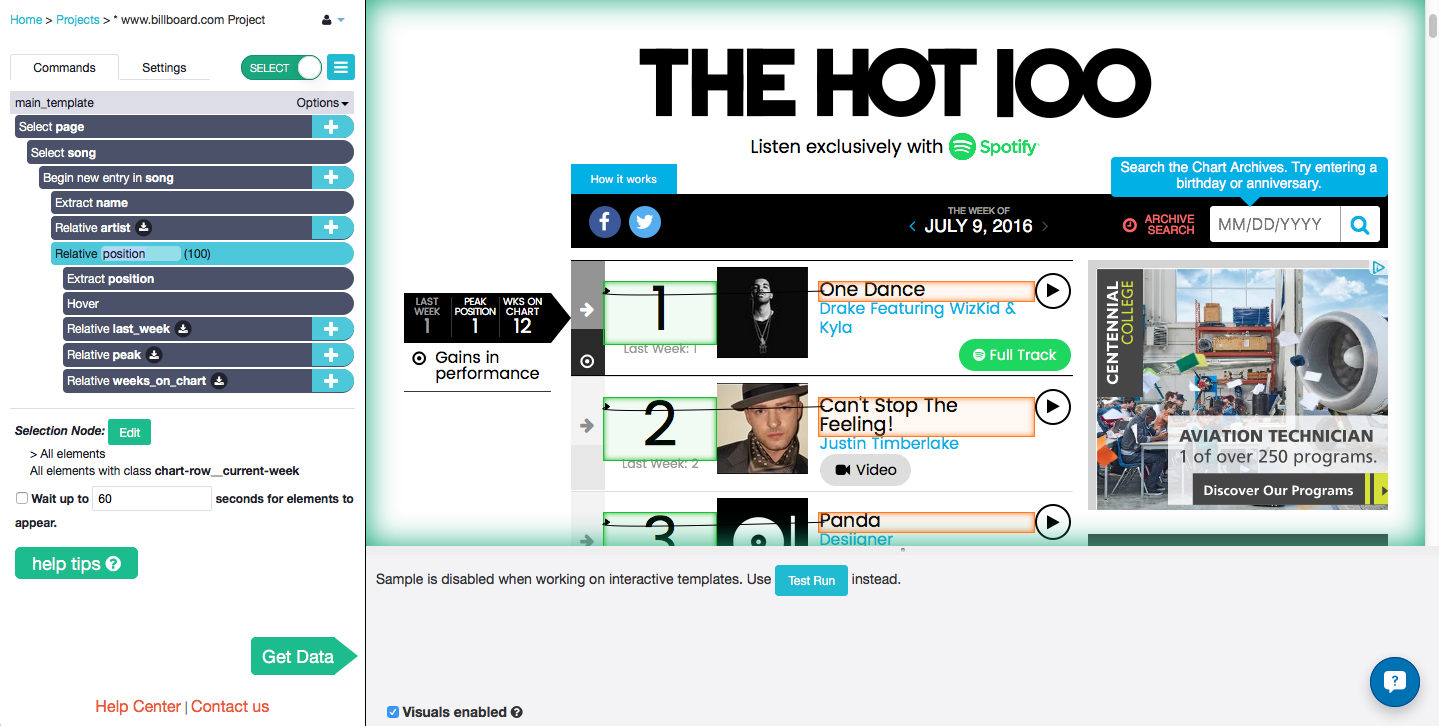 Home > Projects > * www.billboard.com Project
Commands
Settings
SELECT
main_template
Options
Select page
Select song
Begin new entry in song
Extract name
Relative artist
Relative position (100)
Extract position
Hover
Relative last_week
Relative peak
Relative weeks_on_chart
Selection Node: Edit
> All elements
All elements with class chart-row__current-week
Wait up to 60 seconds for elements to
appear.
help tips ?
Get Data
Help Center | Contact us
THE HOT 100
Listen exclusively with Spotify
How it works
Search the Chart Archives. Try entering a
birthday or anniversary.
THE WEEK OF
< JULY 9, 2016 >
ARCHIVE
SEARCH
MM/DD/YYYY
LAST
WEEK
1
PEAK
POSITION
1
WKS ON
CHART
12
Gains in
performance
1
Last Week: 1
One Dance
Drake Featuring WizKid &
Kyla
Full Track
2
Last Week: 2
Can't Stop The
Feeling!
Justin Timberlake
Video
3
Panda
Desiigner
CENTENNIAL
COLLEGE
AVIATION TECHNICIAN
1 of over 250 programs.
Discover Our Programs
Sample is disabled when working on interactive templates. Use Test Run instead.
Visuals enabled ?